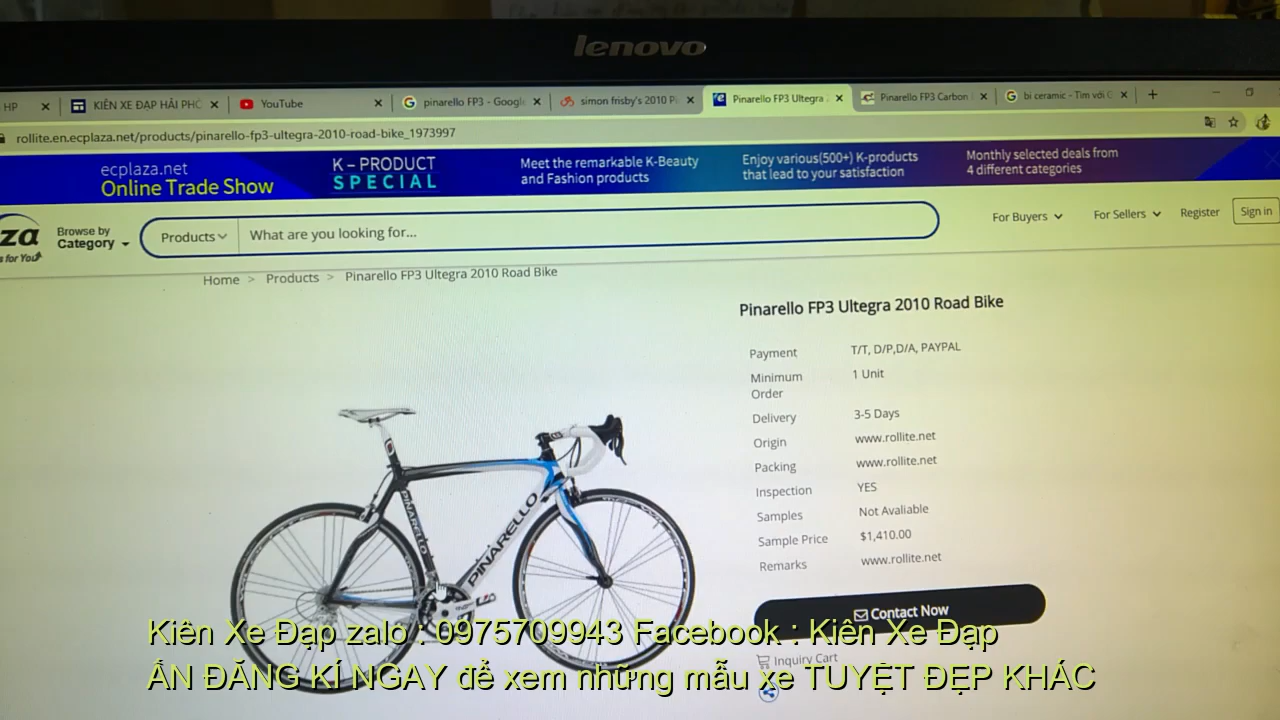 lenovo
HP
KIÊN XE ĐẠP HẢI PHÒ
YouTube
pinarello FP3 - Google
simon frisby's 2010 Pi
Pinarello FP3 Ultegra
Pinarello FP3 Carbon
bi ceramic - Tìm với G
rollite.en.ecplaza.net/products/pinarello-fp3-ultegra-2010-road-bike_1973997
ecplaza.net
Online Trade Show
K – PRODUCT
SPECIAL
Meet the remarkable K-Beauty
and Fashion products
Enjoy various(500+) K-products
that lead to your satisfaction
Monthly selected deals from
4 different categories
za
s for You
Browse by
Category
Products
What are you looking for...
For Buyers
For Sellers
Register
Sign in
Home > Products > Pinarello FP3 Ultegra 2010 Road Bike
Pinarello FP3 Ultegra 2010 Road Bike
Payment T/T, D/P,D/A, PAYPAL
Minimum Order 1 Unit
Delivery 3-5 Days
Origin www.rollite.net
Packing www.rollite.net
Inspection YES
Samples Not Avaliable
Sample Price $1,410.00
Remarks www.rollite.net
PINARELLO
PINARELLO
Contact Now
Inquiry Cart
Kiên Xe Đạp zalo : 0975709943 Facebook : Kiên Xe Đạp
ẤN ĐĂNG KÍ NGAY để xem những mẫu xe TUYỆT ĐẸP KHÁC